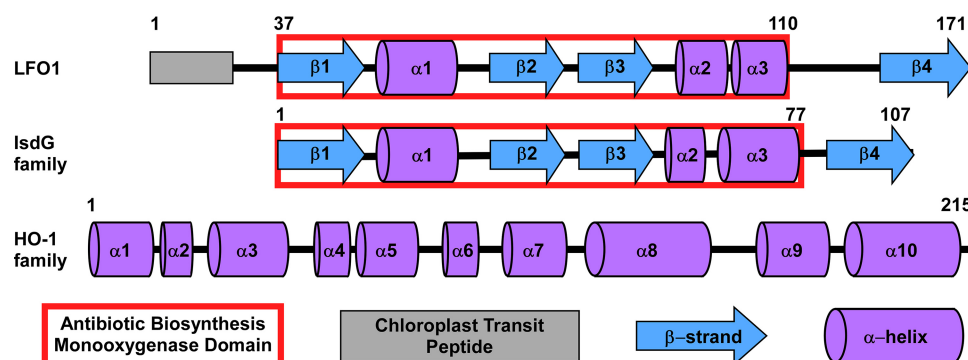 1 37 110 171
LFO1 β1 α1 β2 β3 α2 α3 β4
1 77 107
IsdG
family
β1 α1 β2 β3 α2 α3 β4
1 215
HO-1
family
α1 α2 α3 α4 α5 α6 α7 α8 α9 α10
Antibiotic Biosynthesis
Monooxygenase Domain
Chloroplast Transit
Peptide
β–strand
α–helix